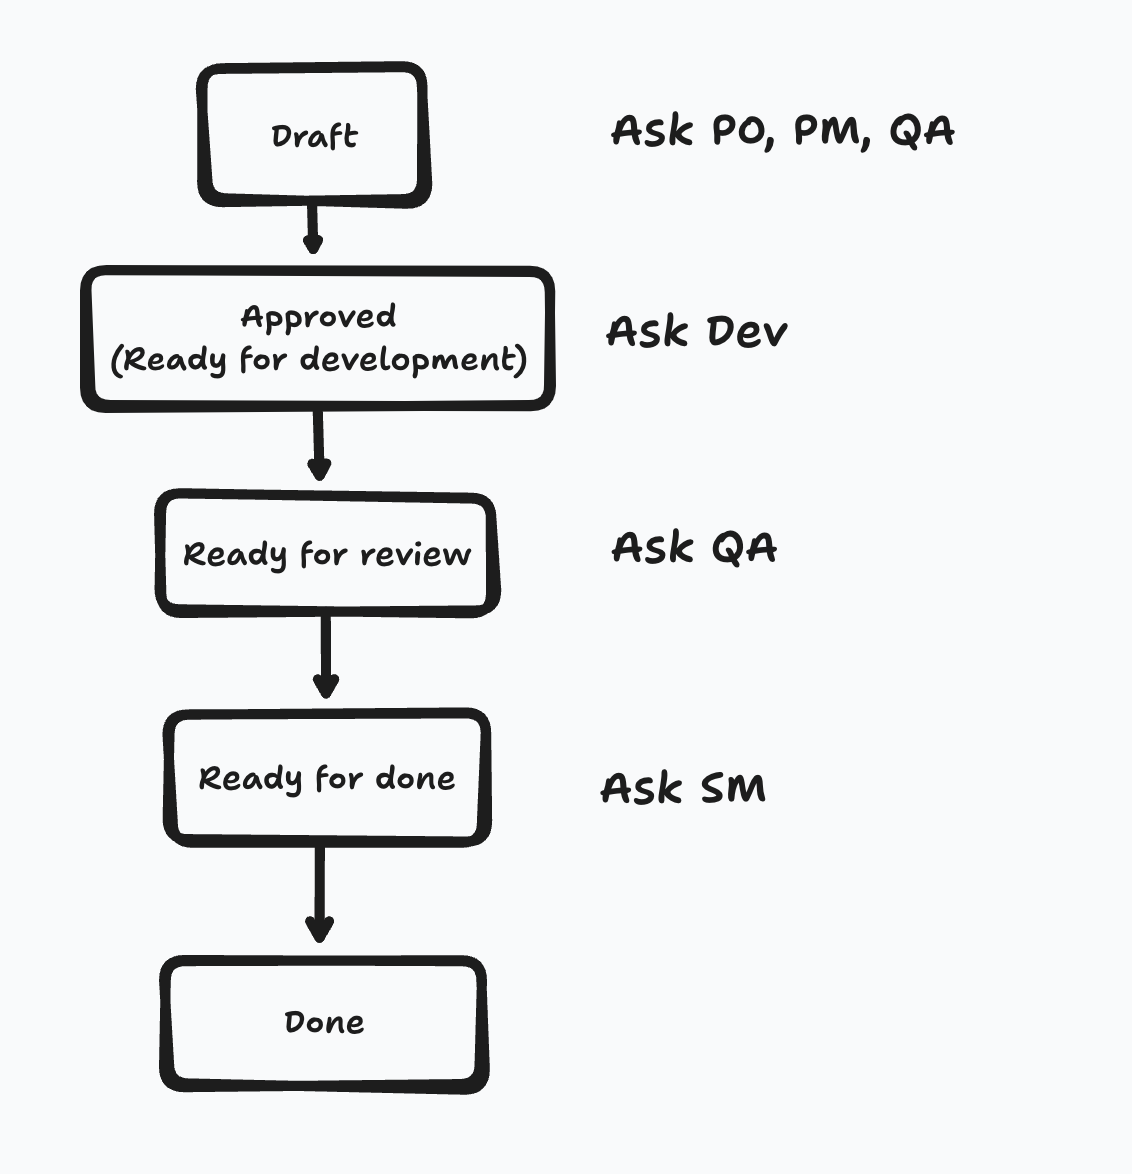 Draft
Ask PO, PM, QA
Approved
(Ready for development)
Ask Dev
Ready for review
Ask QA
Ready for done
Ask SM
Done